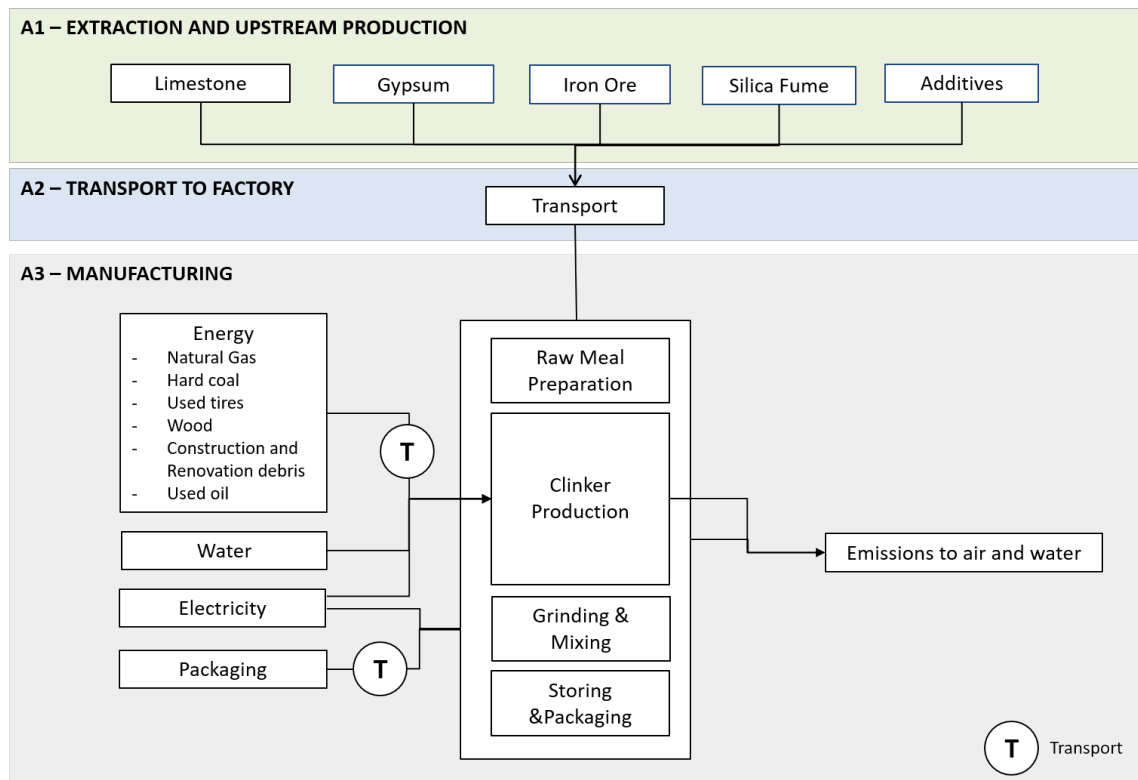 A1 – EXTRACTION AND UPSTREAM PRODUCTION
Limestone
Gypsum
Iron Ore
Silica Fume
Additives
A2 – TRANSPORT TO FACTORY
Transport
A3 – MANUFACTURING
Energy
- Natural Gas
- Hard coal
- Used tires
- Wood
- Construction and
Renovation debris
- Used oil
T
Water
Electricity
Packaging
T
Raw Meal
Preparation
Clinker
Production
Grinding &
Mixing
Storing
&Packaging
Emissions to air and water
T Transport